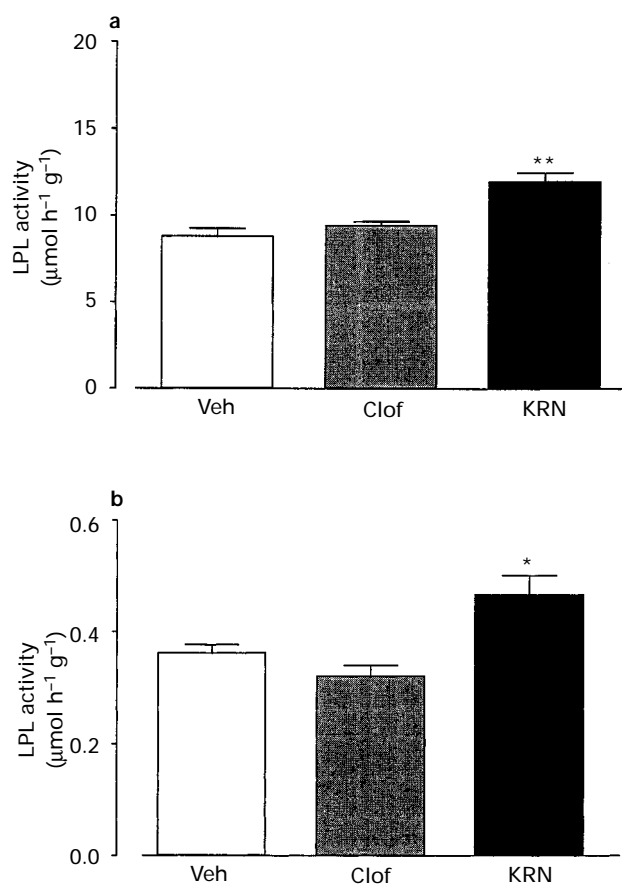 a
20
15
10
5
0
LPL activity
(μmol h⁻¹ g⁻¹)
**
Veh Clof KRN
b
0.6
0.4
0.2
0.0
LPL activity
(μmol h⁻¹ g⁻¹)
*
Veh Clof KRN